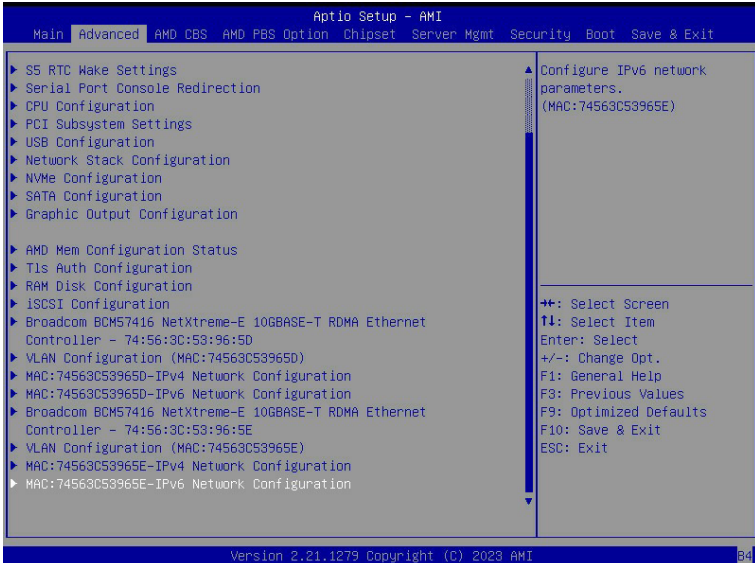 Aptio Setup – AMI
Main Advanced AMD CBS AMD PBS Option Chipset Server Mgmt Security Boot Save & Exit
S5 RTC Wake Settings
Serial Port Console Redirection
CPU Configuration
PCI Subsystem Settings
USB Configuration
Network Stack Configuration
NVMe Configuration
SATA Configuration
Graphic Output Configuration
AMD Mem Configuration Status
Tls Auth Configuration
RAM Disk Configuration
iSCSI Configuration
Broadcom BCM57416 NetXtreme-E 10GBASE-T RDMA Ethernet
Controller – 74:56:3C:53:96:5D
VLAN Configuration (MAC:74563C53965D)
MAC:74563C53965D-IPv4 Network Configuration
MAC:74563C53965D-IPv6 Network Configuration
Broadcom BCM57416 NetXtreme-E 10GBASE-T RDMA Ethernet
Controller – 74:56:3C:53:96:5E
VLAN Configuration (MAC:74563C53965E)
MAC:74563C53965E-IPv4 Network Configuration
MAC:74563C53965E-IPv6 Network Configuration
Configure IPv6 network
parameters.
(MAC:74563C53965E)
→←: Select Screen
↑↓: Select Item
Enter: Select
+/-: Change Opt.
F1: General Help
F3: Previous Values
F9: Optimized Defaults
F10: Save & Exit
ESC: Exit
Version 2.21.1279 Copyright (C) 2023 AMI
B4